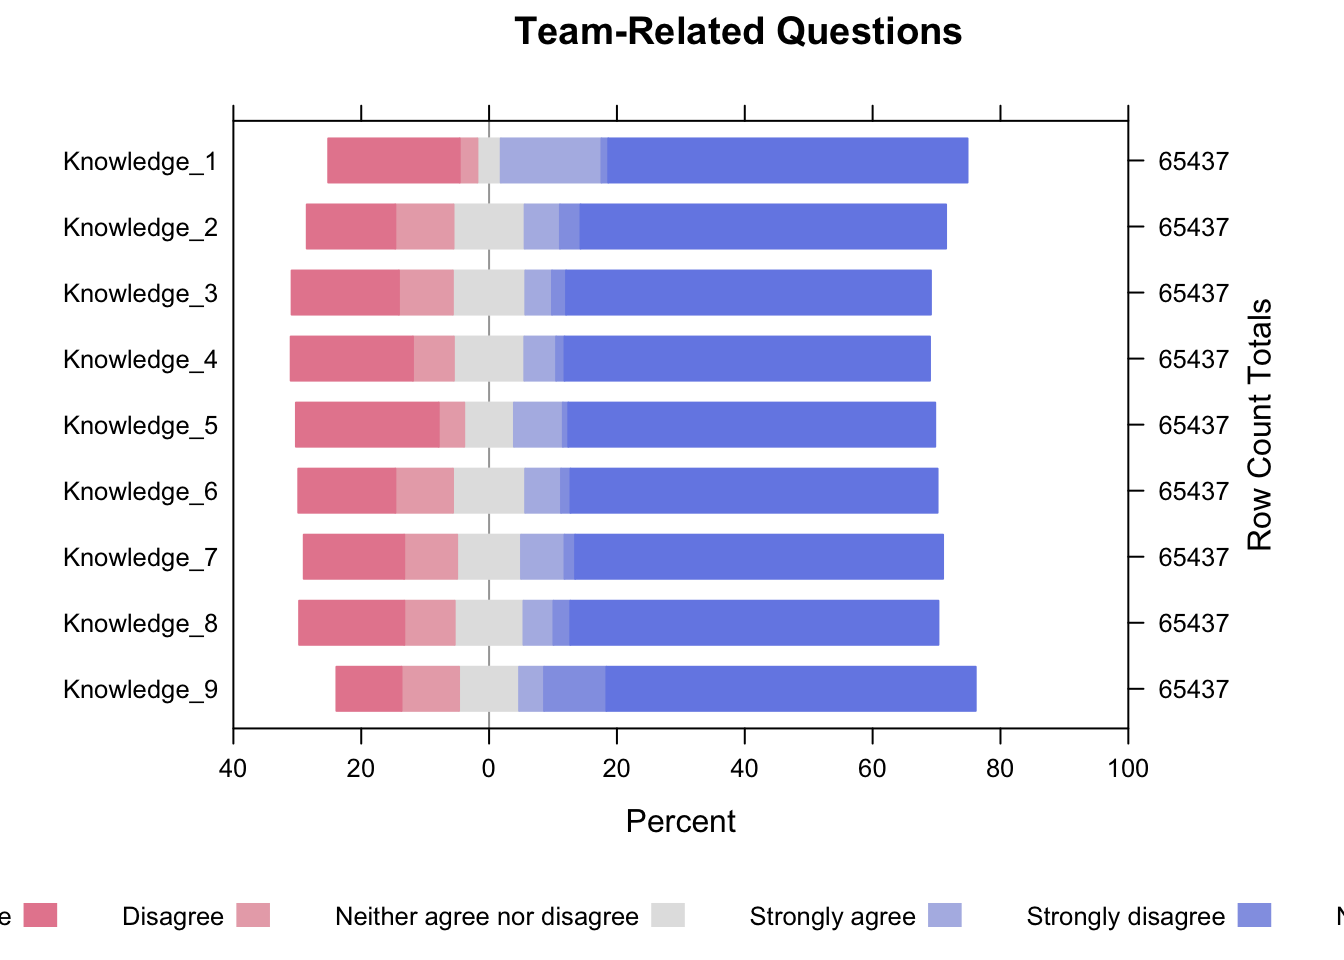 Team-Related Questions
Knowledge_1 65437
Knowledge_2 65437
Knowledge_3 65437
Knowledge_4 65437
Knowledge_5 65437
Knowledge_6 65437
Knowledge_7 65437
Knowledge_8 65437
Knowledge_9 65437
Row Count Totals
40 20 0 20 40 60 80 100
Percent
Disagree Neither agree nor disagree Strongly agree Strongly disagree